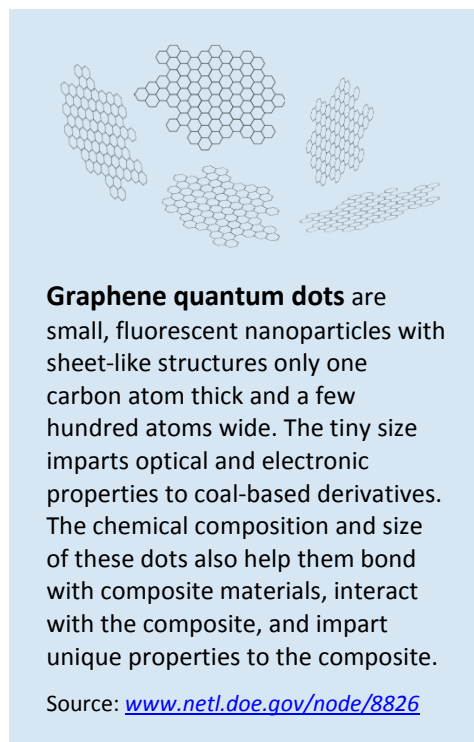 Graphene quantum dots are
small, fluorescent nanoparticles with
sheet-like structures only one
carbon atom thick and a few
hundred atoms wide. The tiny size
imparts optical and electronic
properties to coal-based derivatives.
The chemical composition and size
of these dots also help them bond
with composite materials, interact
with the composite, and impart
unique properties to the composite.
Source: www.netl.doe.gov/node/8826